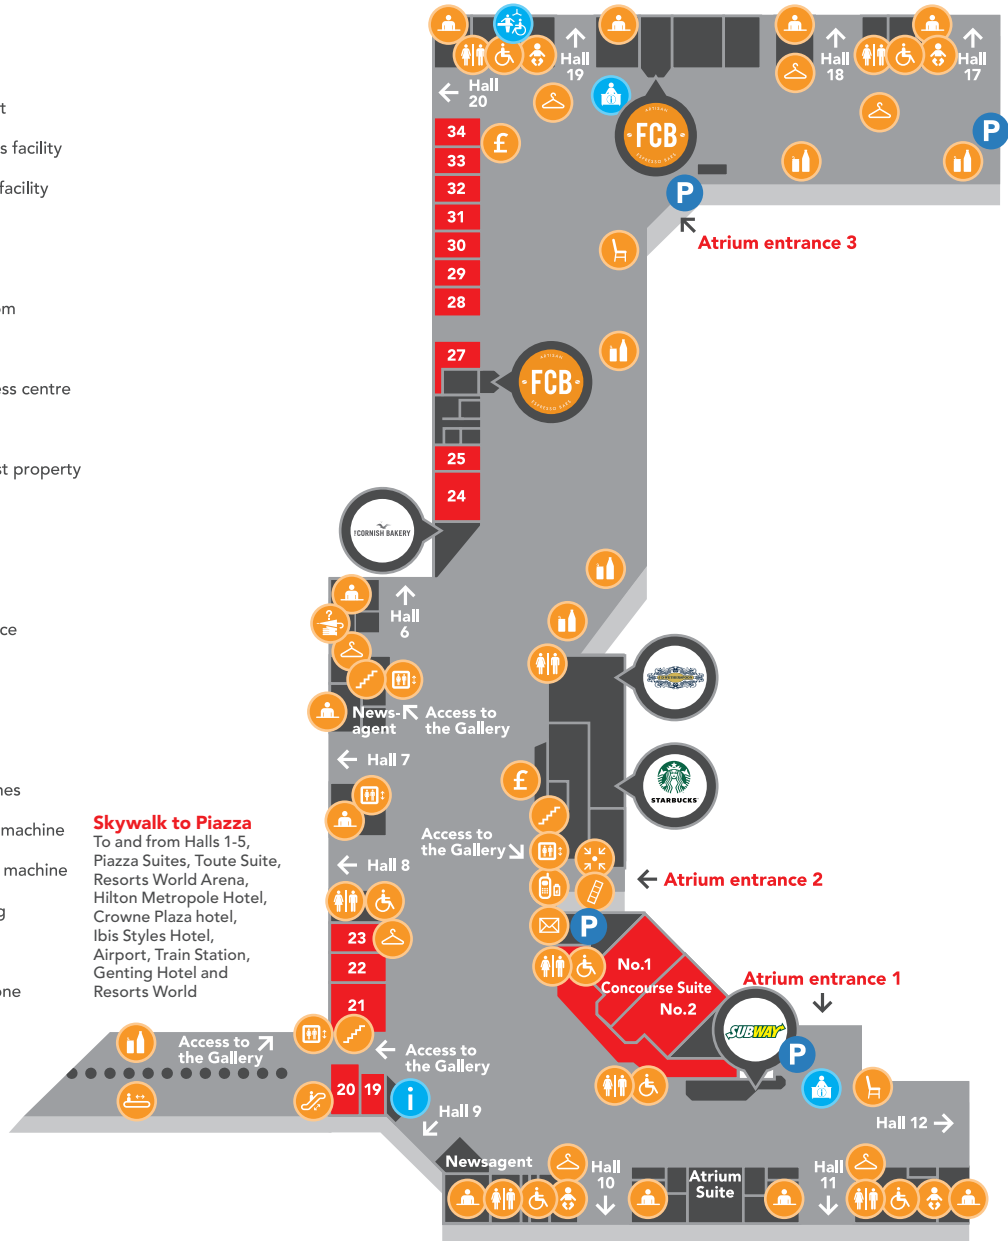 t
s facility
facility
om
ess centre
st property
ce
nes
machine
machine
g
one
Hall
19
Hall
18
Hall
17
Hall
20
ARTISAN
FCB
ESPRESSO BARS
P
P
34
£
33
32
31
30
29
28
Atrium entrance 3
27
ARTISAN
FCB
ESPRESSO BARS
25
24
CORNISH BAKERY
Hall
6
?
News-
agent
Access to
the Gallery
Hall 7
£
STARBUCKS
Access to
the Gallery
Hall 8
Atrium entrance 2
P
Skywalk to Piazza
To and from Halls 1-5,
Piazza Suites, Toute Suite,
Resorts World Arena,
Hilton Metropole Hotel,
Crowne Plaza hotel,
Ibis Styles Hotel,
Airport, Train Station,
Genting Hotel and
Resorts World
23
22
21
No.1
Concourse Suite
No.2
Atrium entrance 1
SUBWAY
P
Access to
the Gallery
Access to
the Gallery
20
19
i
Hall 9
Hall 12
Newsagent
Hall
10
Atrium
Suite
Hall
11